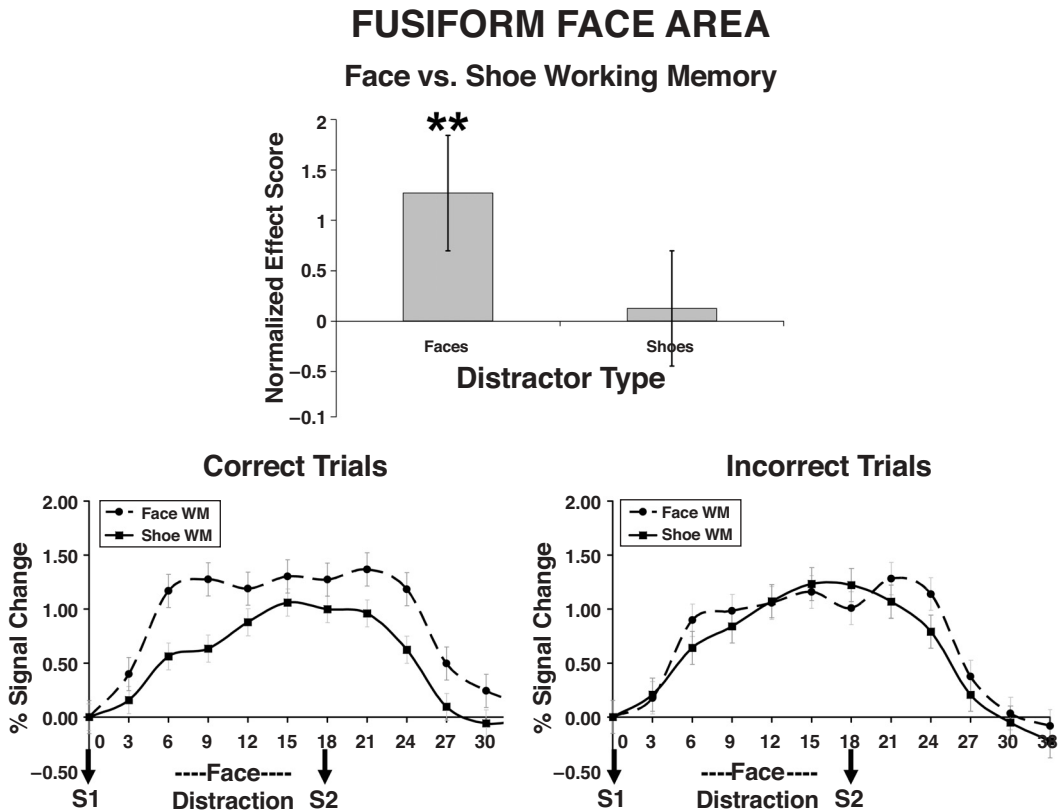 FUSIFORM FACE AREA
Face vs. Shoe Working Memory
Normalized Effect Score
2
**
1.5
1
0.5
0
Faces
Shoes
−0.5
Distractor Type
−0.1
Correct Trials
% Signal Change
2.00
Face WM
Shoe WM
1.50
1.00
0.50
0.00
0 3 6 9 12 15 18 21 24 27 30
−0.50
----Face----
S1 Distraction S2
Incorrect Trials
% Signal Change
2.00
Face WM
Shoe WM
1.50
1.00
0.50
0.00
0 3 6 9 12 15 18 21 24 27 30 33
−0.50
----Face----
S1 Distraction S2